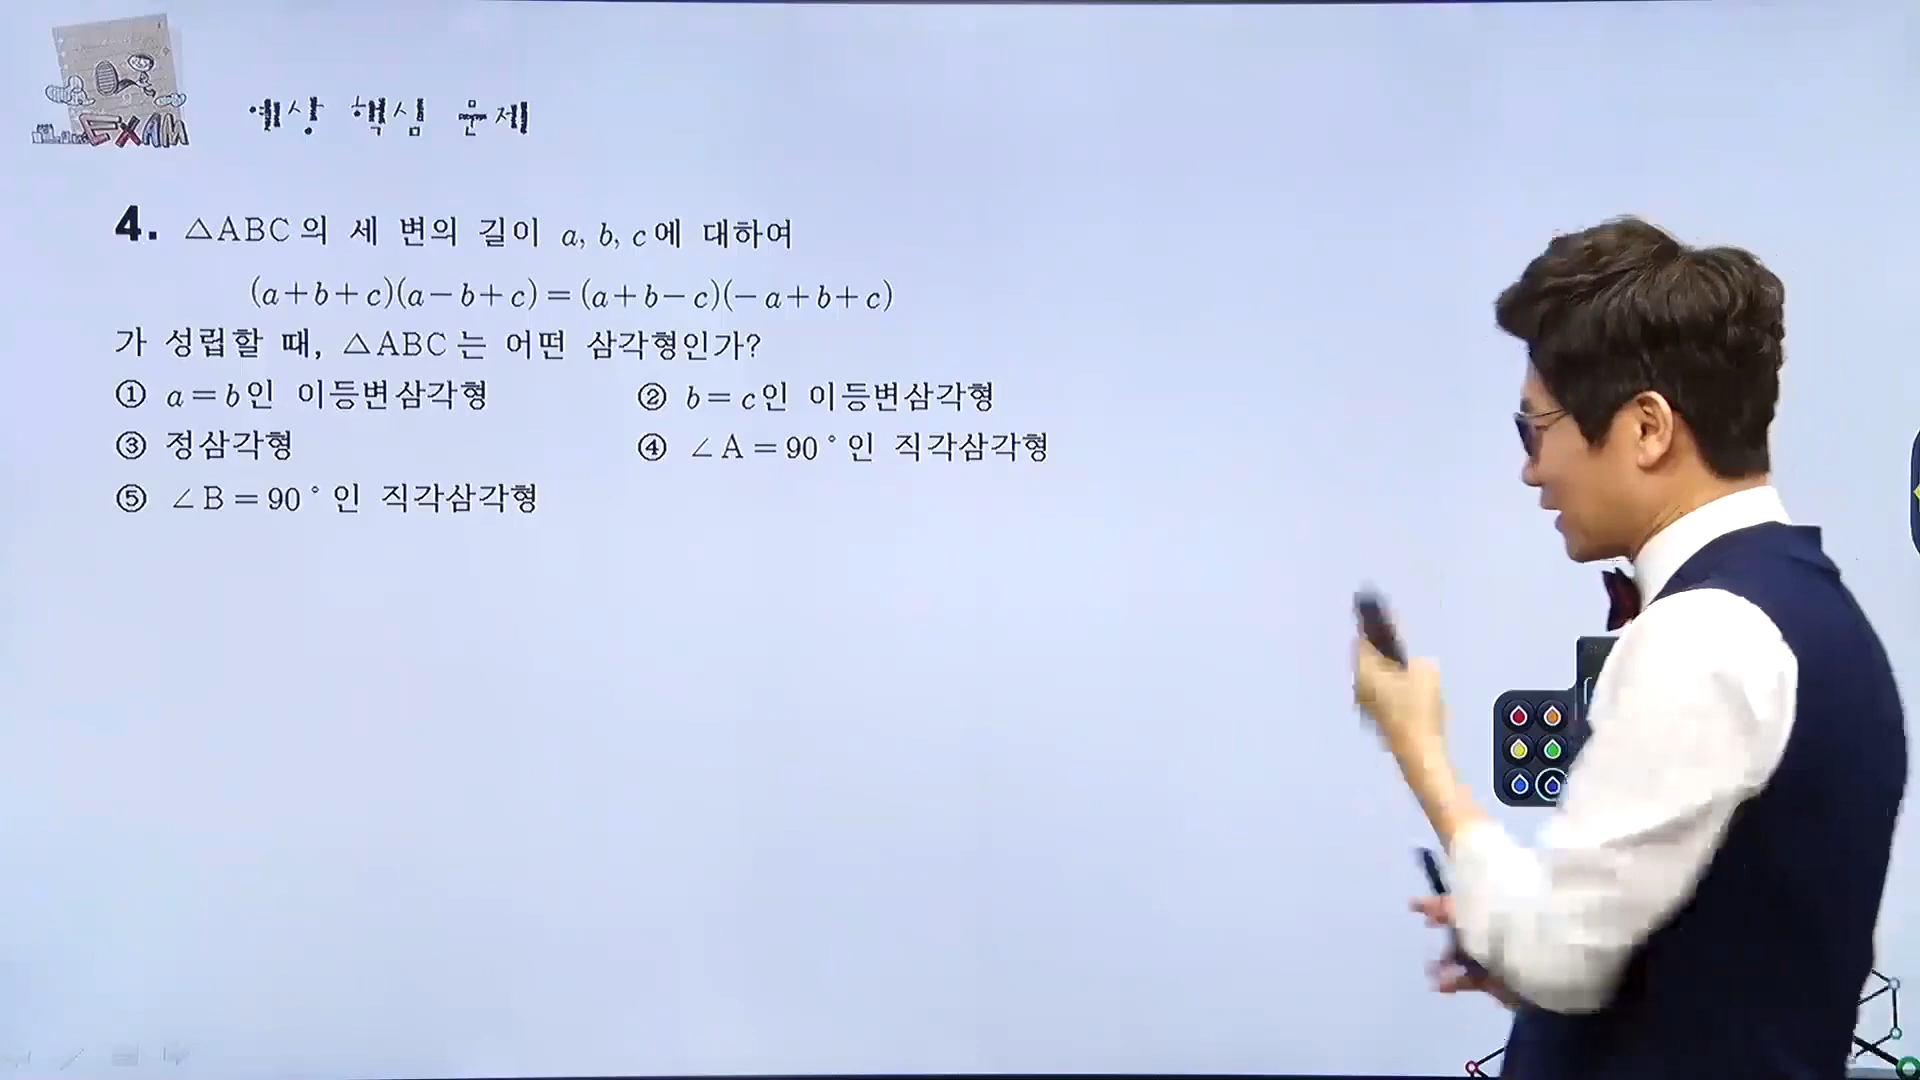 EXAM
예상 핵심 문제
4. △ABC의 세 변의 길이 a, b, c에 대하여
(a+b+c)(a−b+c)=(a+b−c)(−a+b+c)
가 성립할 때, △ABC는 어떤 삼각형인가?
① a=b인 이등변삼각형 ② b=c인 이등변삼각형
③ 정삼각형 ④ ∠A=90°인 직각삼각형
⑤ ∠B=90°인 직각삼각형